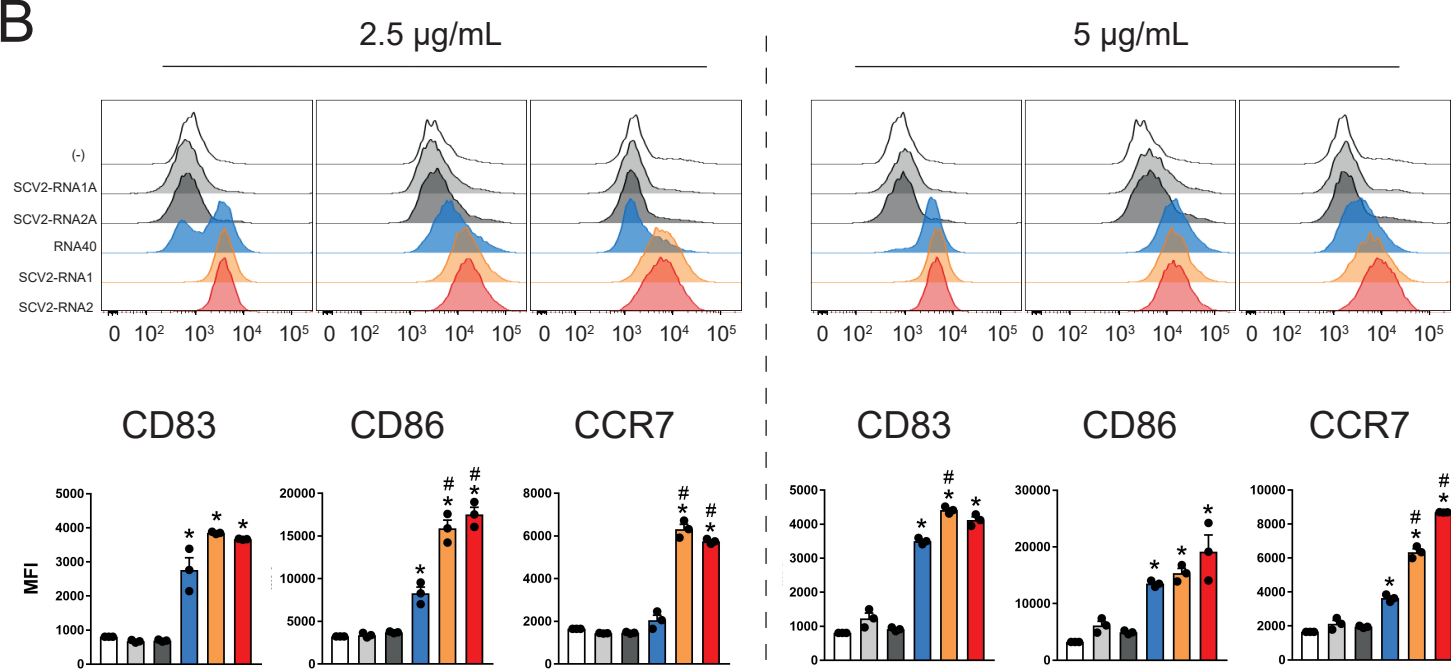 B
2.5 µg/mL 5 µg/mL
(-)
SCV2-RNA1A
SCV2-RNA2A
RNA40
SCV2-RNA1
SCV2-RNA2
0 10² 10³ 10⁴ 10⁵ 0 10² 10³ 10⁴ 10⁵ 0 10² 10³ 10⁴ 10⁵ 0 10² 10³ 10⁴ 10⁵ 0 10² 10³ 10⁴ 10⁵ 0 10² 10³ 10⁴ 10⁵
CD83 CD86 CCR7 CD83 CD86 CCR7
MFI
5000
4000
3000
2000
1000
0
* * *
20000
15000
10000
5000
0
* # * # *
8000
6000
4000
2000
0
# * # *
5000
4000
3000
2000
1000
0
* # * *
30000
20000
10000
0
* * *
10000
8000
6000
4000
2000
0
* # * # *